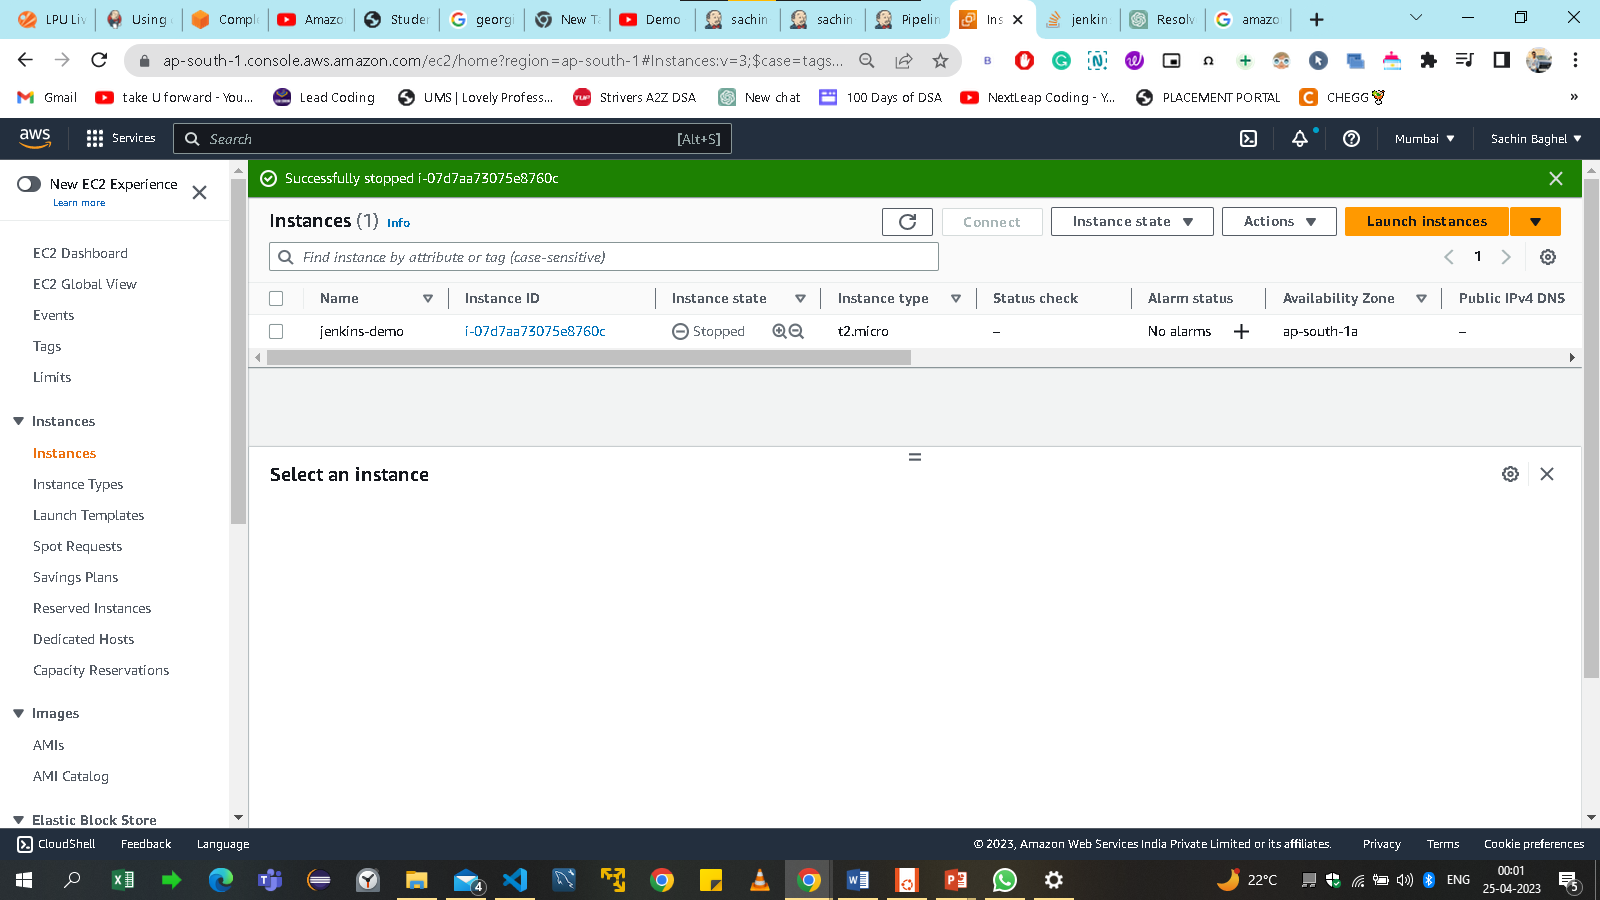 LPU Liv
Using
Compl
Amazo
Studen
georgi
New T
Demo
sachin
sachin
Pipelin
Ins
jenkin
Resolv
amazo
ap-south-1.console.aws.amazon.com/ec2/home?region=ap-south-1#Instances:v=3;$case=tags...
Gmail
take U forward - You...
Lead Coding
UMS | Lovely Profess...
Strivers A2Z DSA
New chat
100 Days of DSA
NextLeap Coding - Y...
PLACEMENT PORTAL
CHEGG
»
aws
Services
Search
[Alt+S]
Mumbai
Sachin Baghel
New EC2 Experience
Learn more
Successfully stopped i-07d7aa73075e8760c
Instances (1) Info
Connect
Instance state
Actions
Launch instances
Find instance by attribute or tag (case-sensitive)
1
Name
Instance ID
Instance state
Instance type
Status check
Alarm status
Availability Zone
Public IPv4 DNS
jenkins-demo
i-07d7aa73075e8760c
Stopped
t2.micro
–
No alarms
ap-south-1a
–
EC2 Dashboard
EC2 Global View
Events
Tags
Limits
Instances
Instances
Instance Types
Launch Templates
Spot Requests
Savings Plans
Reserved Instances
Dedicated Hosts
Capacity Reservations
Images
AMIs
AMI Catalog
Elastic Block Store
Select an instance
CloudShell
Feedback
Language
© 2023, Amazon Web Services India Private Limited or its affiliates.
Privacy
Terms
Cookie preferences
4
22°C
ENG
00:01
25-04-2023
5